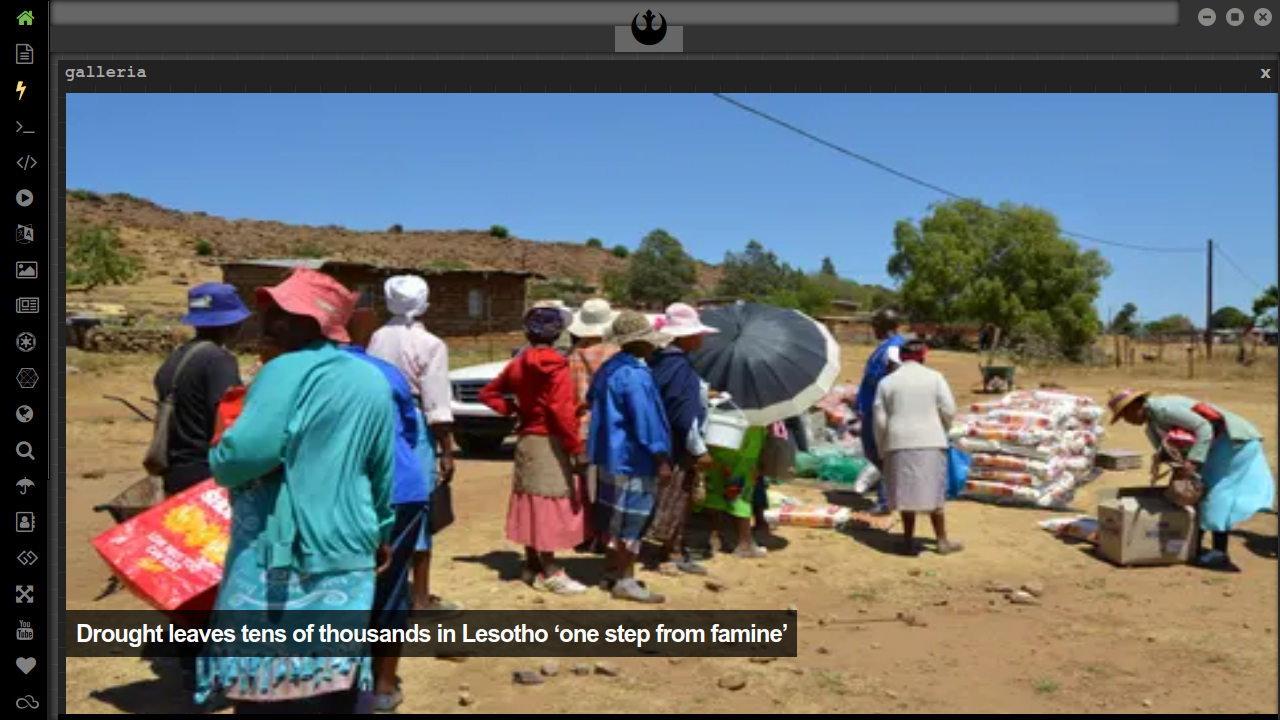 galleria
x
Drought leaves tens of thousands in Lesotho ‘one step from famine’